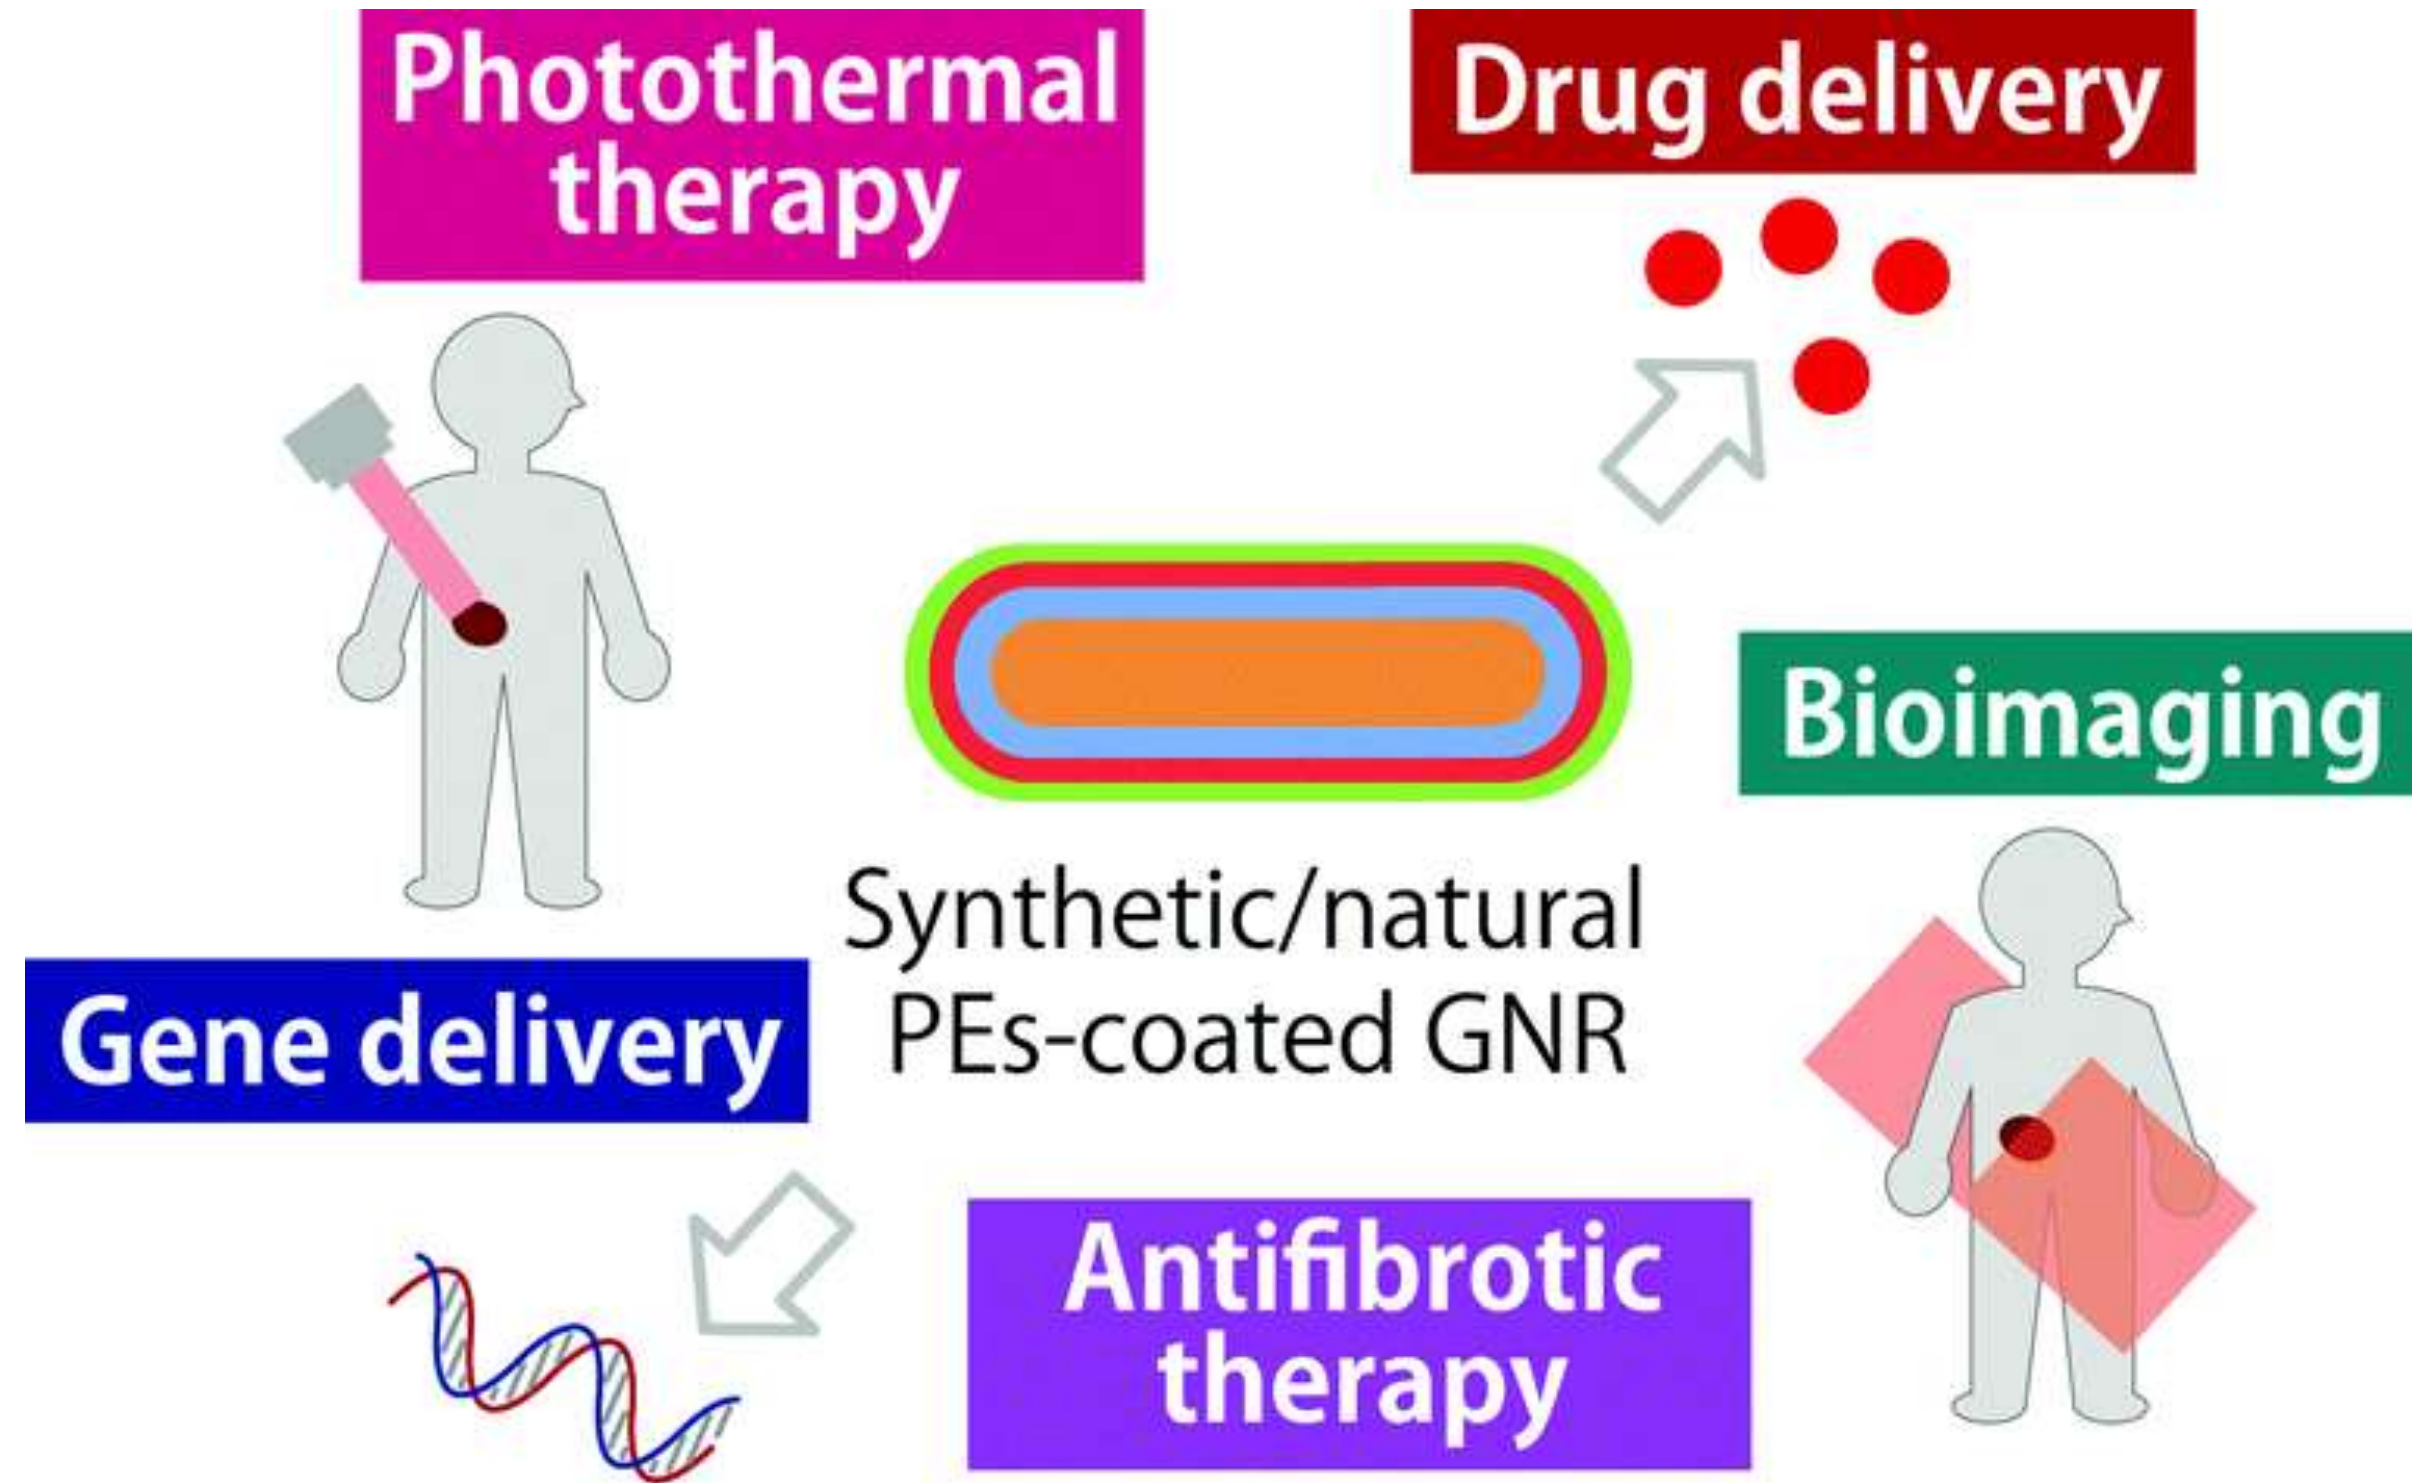 Photothermal
therapy
Drug delivery
Bioimaging
Synthetic/natural
PEs-coated GNR
Gene delivery
Antifibrotic
therapy